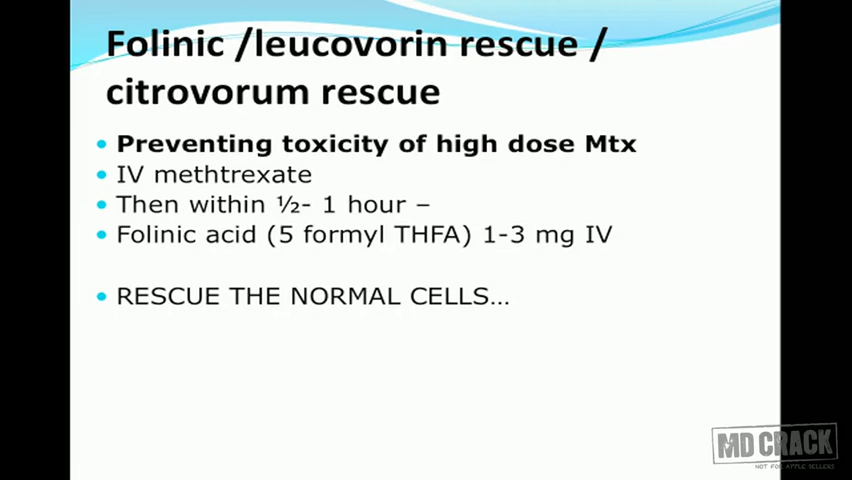 Folinic /leucovorin rescue /
citrovorum rescue
• Preventing toxicity of high dose Mtx
• IV methtrexate
• Then within ½- 1 hour –
• Folinic acid (5 formyl THFA) 1-3 mg IV
• RESCUE THE NORMAL CELLS…
MD CRACK
NOT FOR APPLE SELLERS